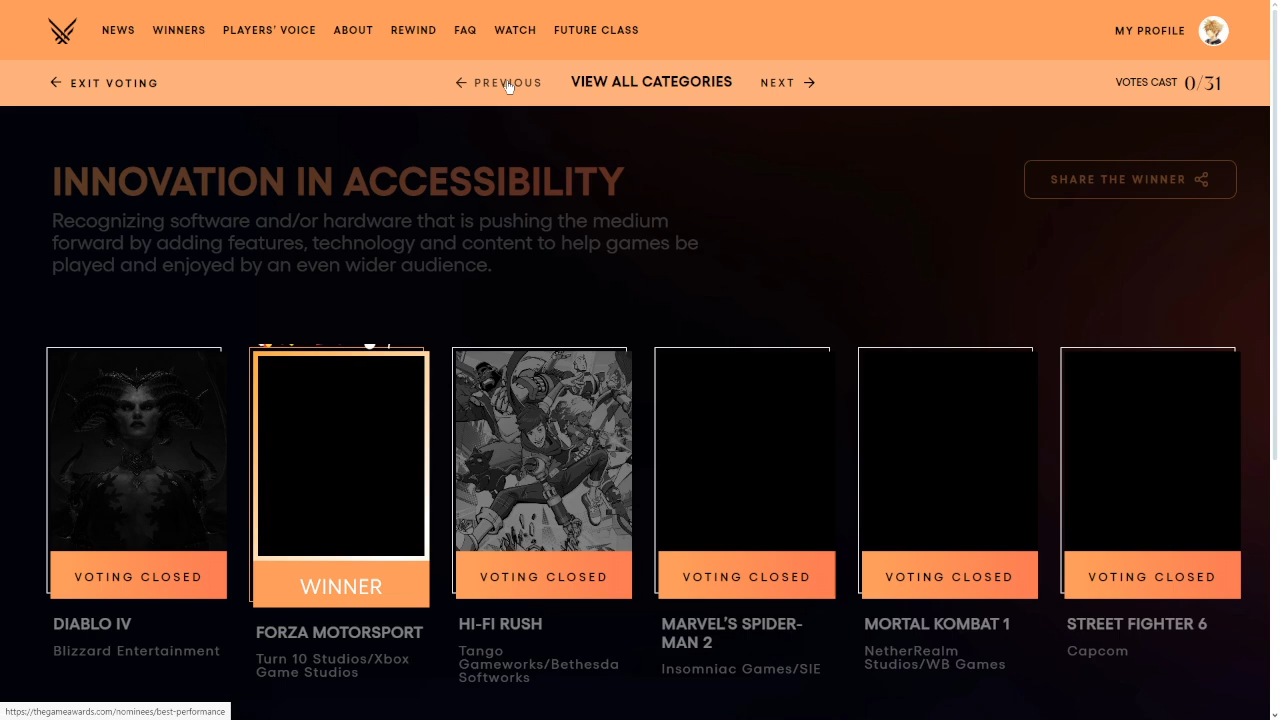 NEWS WINNERS PLAYERS' VOICE ABOUT REWIND FAQ WATCH FUTURE CLASS MY PROFILE
EXIT VOTING PREVIOUS VIEW ALL CATEGORIES NEXT VOTES CAST 0/31
INNOVATION IN ACCESSIBILITY
SHARE THE WINNER
Recognizing software and/or hardware that is pushing the medium
forward by adding features, technology and content to help games be
played and enjoyed by an even wider audience.
VOTING CLOSED
DIABLO IV
Blizzard Entertainment
WINNER
FORZA MOTORSPORT
Turn 10 Studios/Xbox
Game Studios
VOTING CLOSED
HI-FI RUSH
Tango
Gameworks/Bethesda
Softworks
VOTING CLOSED
MARVEL'S SPIDER-
MAN 2
Insomniac Games/SIE
VOTING CLOSED
MORTAL KOMBAT 1
NetherRealm
Studios/WB Games
VOTING CLOSED
STREET FIGHTER 6
Capcom
https://thegameawards.com/nominees/best-performance